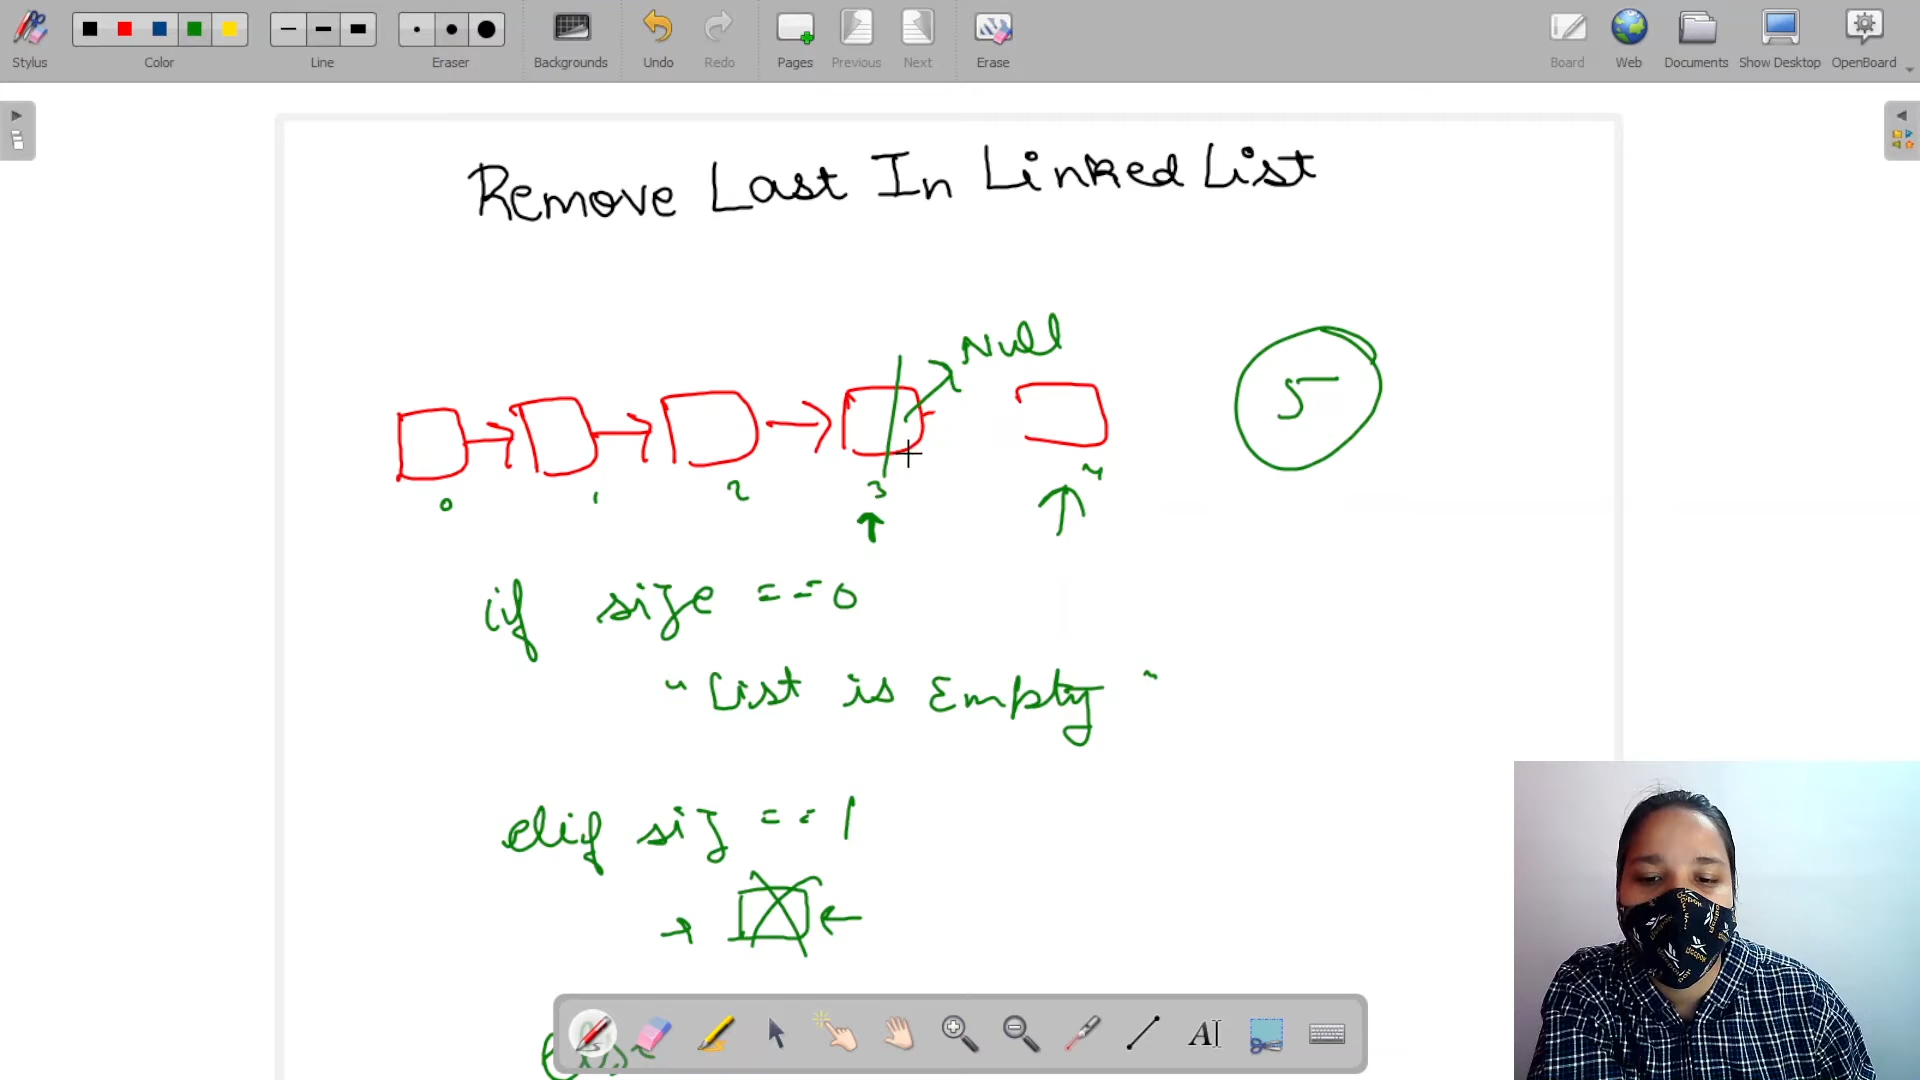 Stylus
Color
Line
Eraser
Backgrounds
Undo
Redo
Pages
Previous
Next
Erase
Board
Web
Documents
Show Desktop
OpenBoard
Remove Last In Linked List
Null
5
0 1 2 3 4
if size == 0
"List is Empty"
elif siz == 1
AI